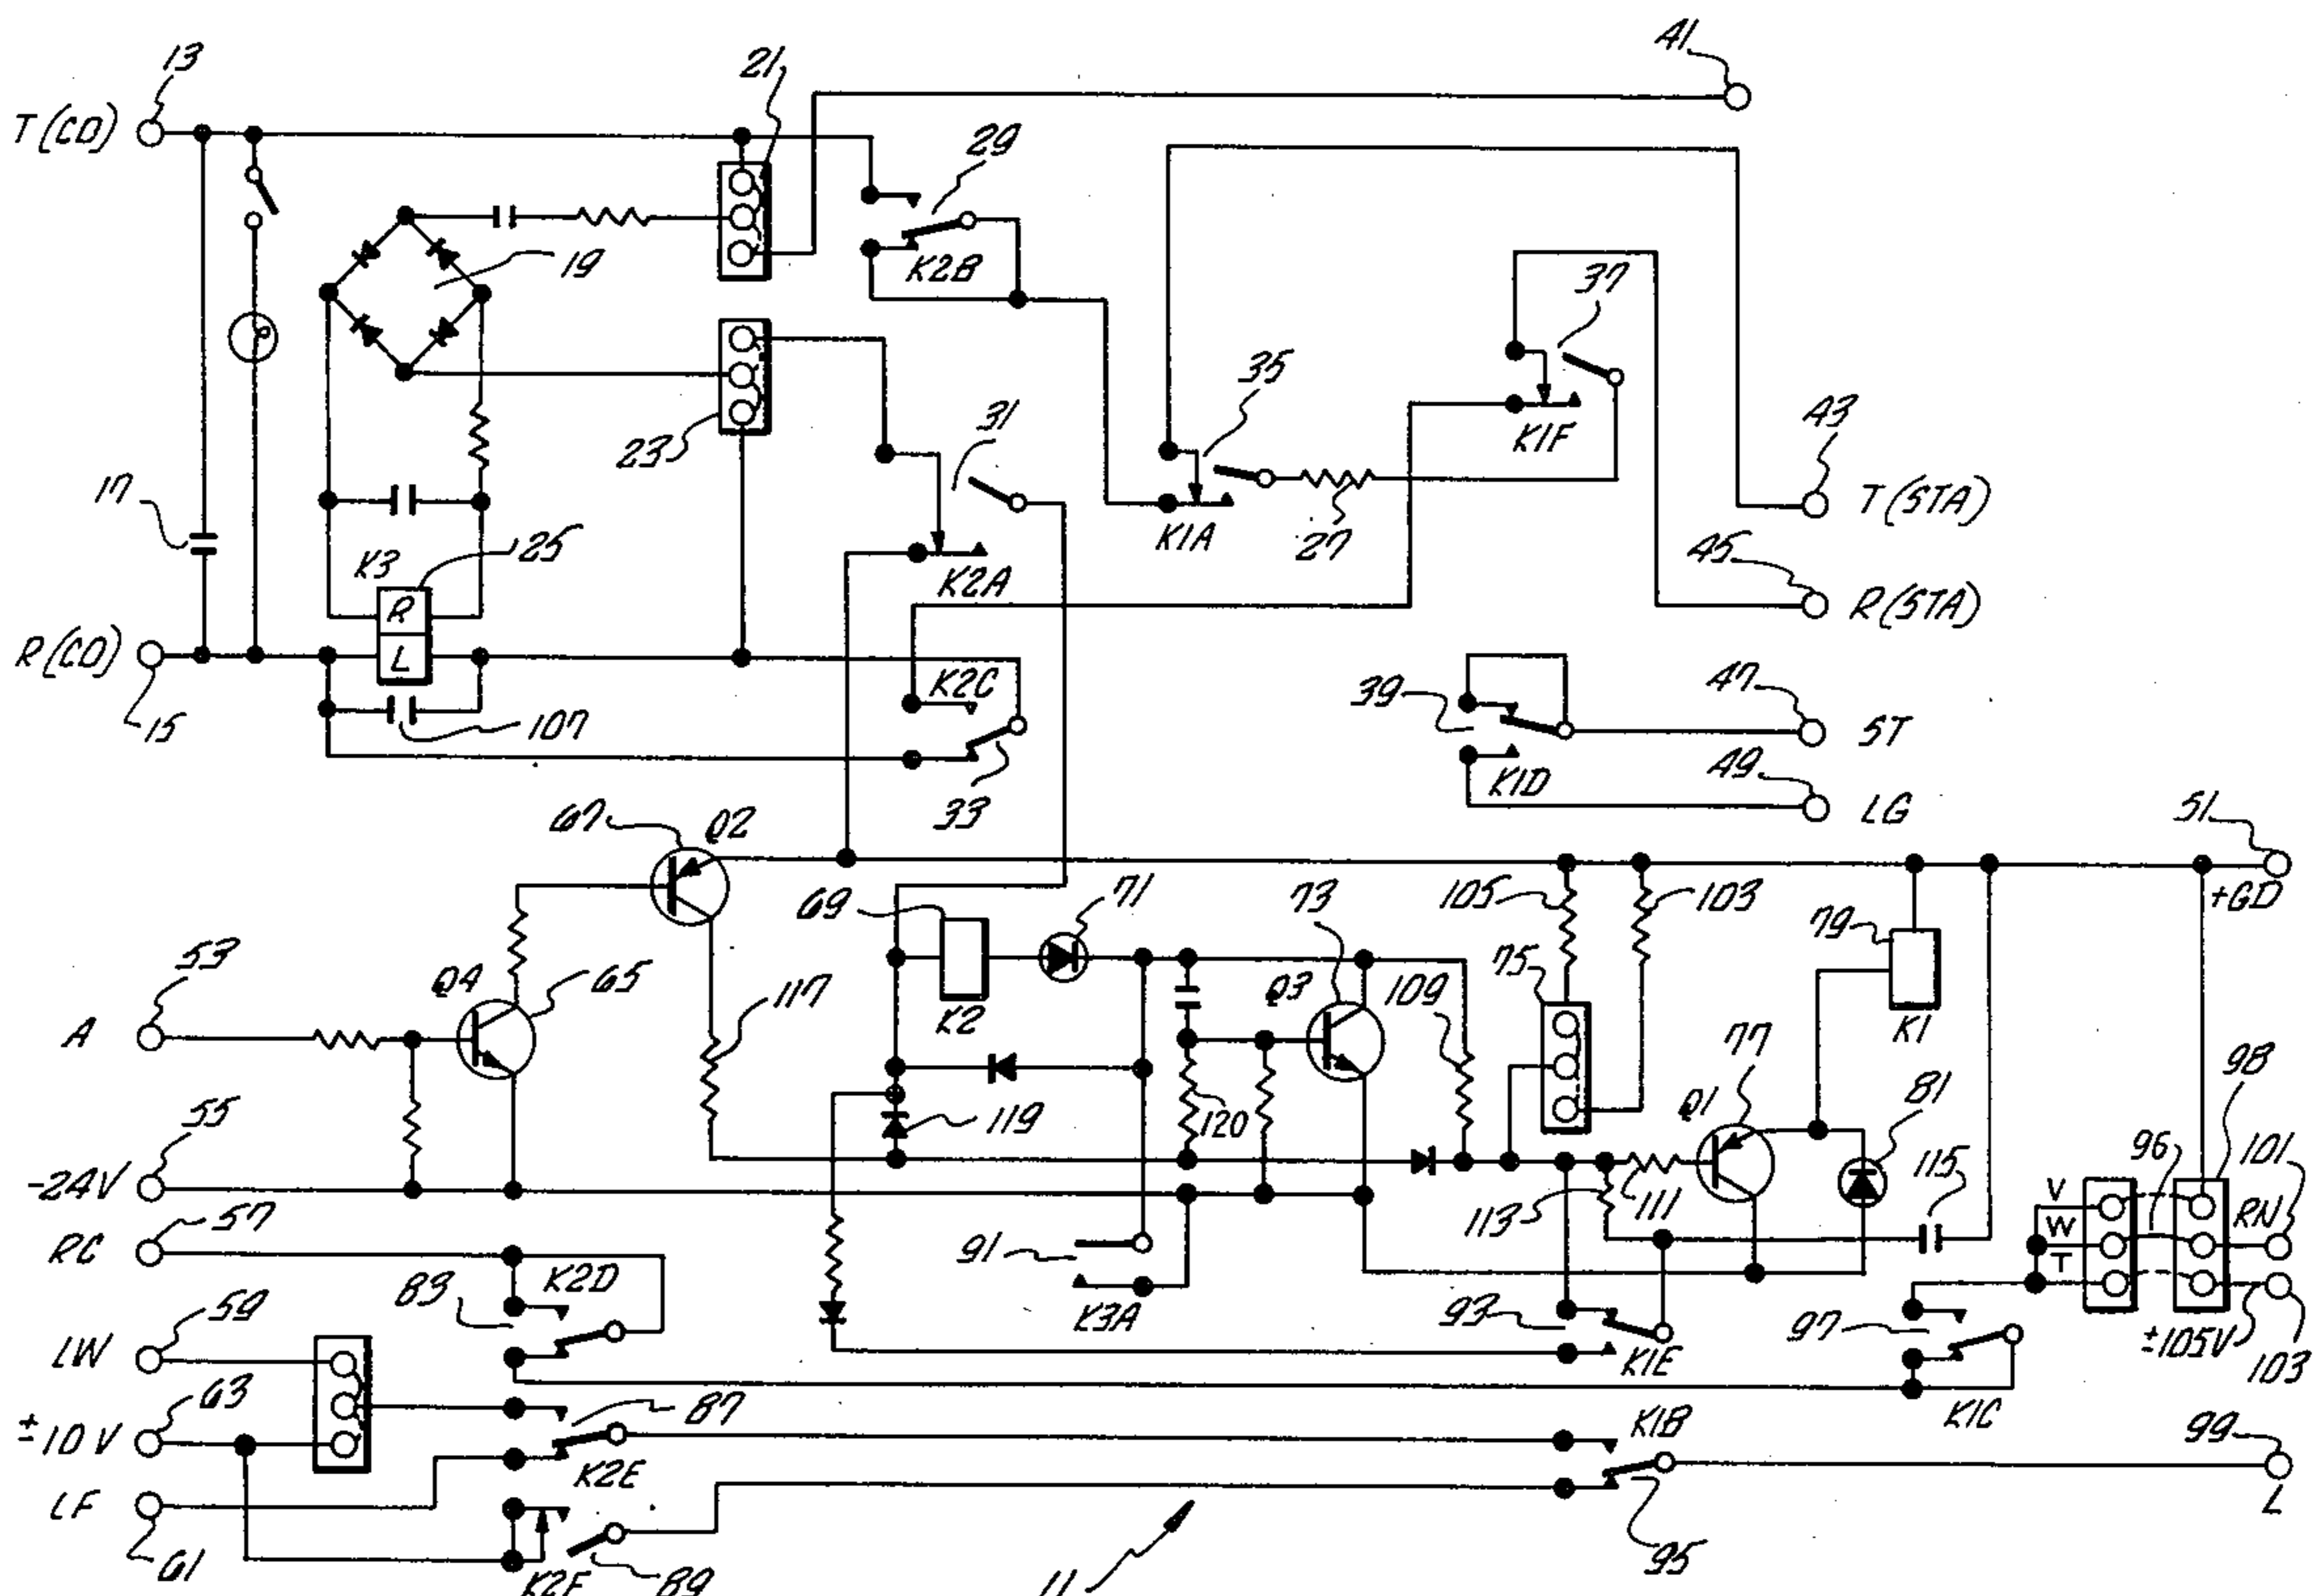 13
21
41
T(CO)
29
19
K2B
37
35
43
31
23
K1F
17
T(STA)
K1A
27
25
45
K3
K2A
R
R(STA)
R(CO)
L
K2C
39
47
15
107
ST
49
K1D
33
LG
67
Q2
51
69
71
73
105
103
+GD
79
53
75
Q4
65
117
Q3
109
K2
K1
77
A
98
Q1
81
55
119
120
96
101
115
-24V
V
RN
57
113
111
W
91
RC
T
K2D
83
K3A
93
59
97
±105V
LW
K1E
103
63
87
K1B
K1C
±10V
99
K2E
LF
L
95
61
K2F
89
11